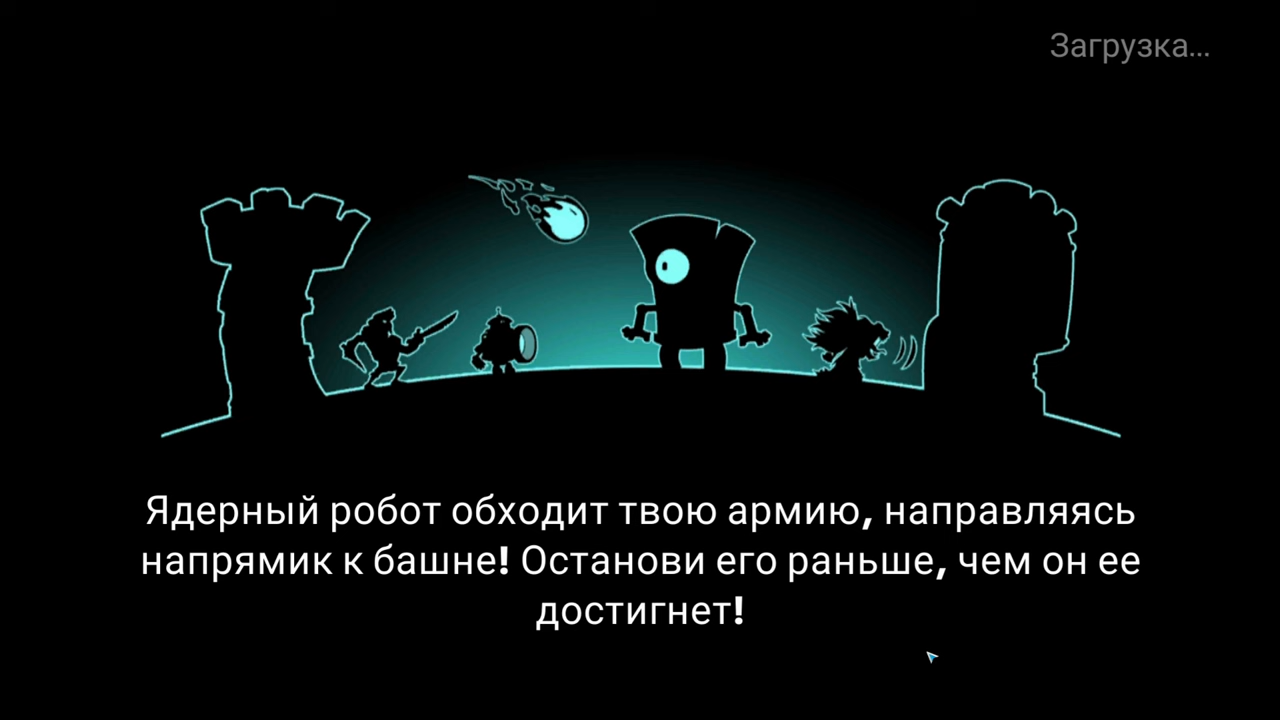 Загрузка...
Ядерный робот обходит твою армию, направляясь
напрямик к башне! Останови его раньше, чем он ее
достигнет!